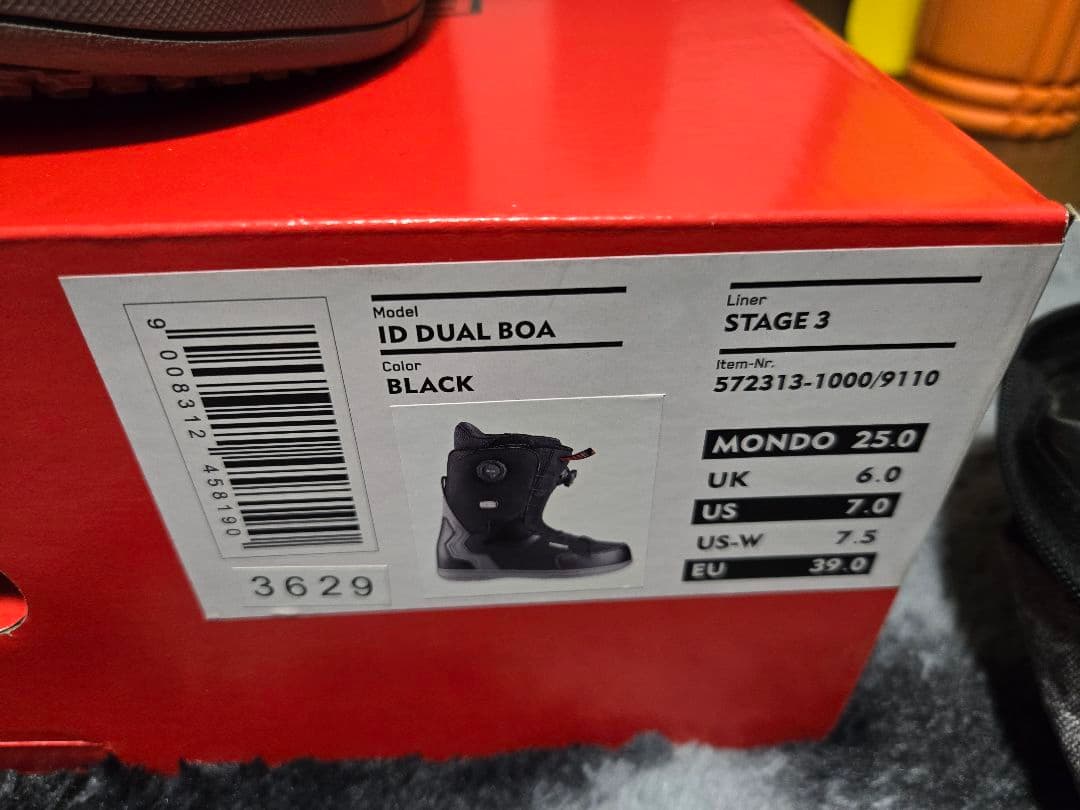 9 008312 458190
3629
Model
ID DUAL BOA
Color
BLACK
Liner
STAGE 3
Item-Nr.
572313-1000/9110
MONDO 25.0
UK 6.0
US 7.0
US-W 7.5
EU 39.0